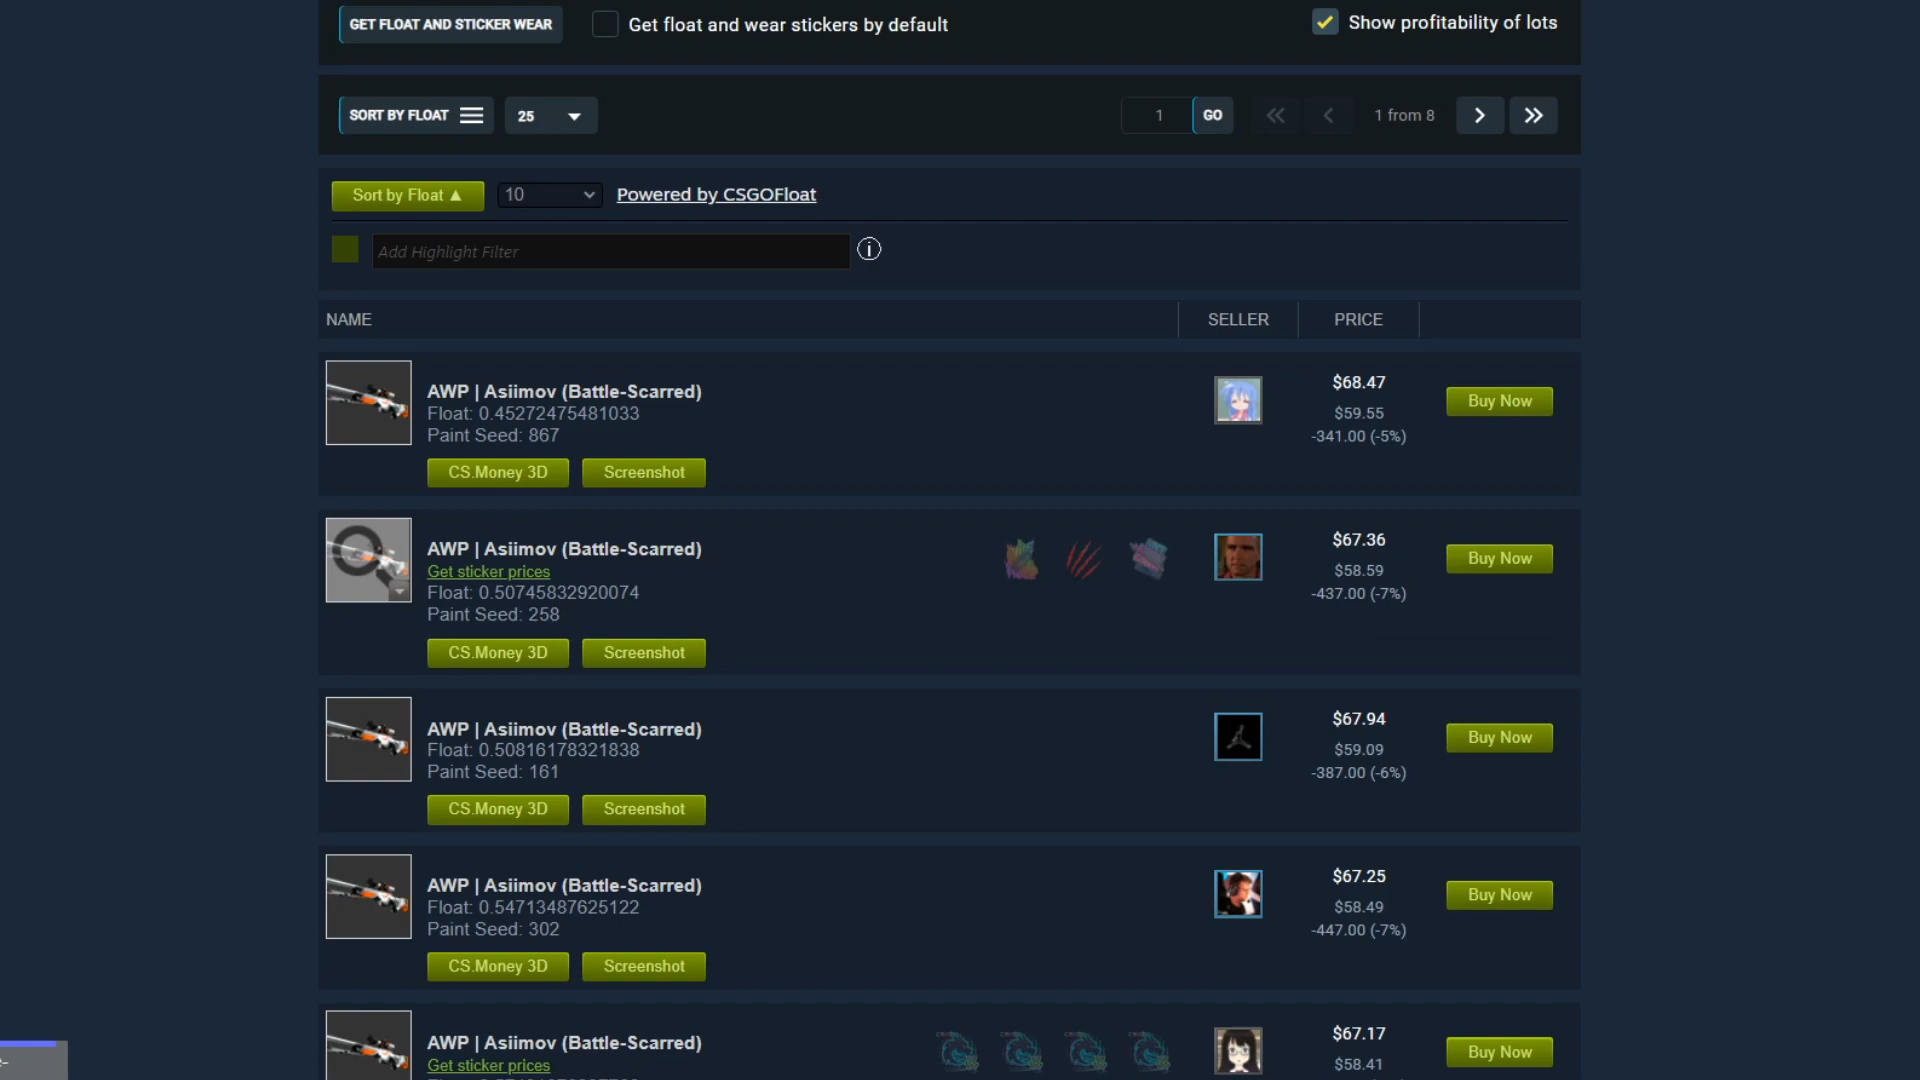 GET FLOAT AND STICKER WEAR
Get float and wear stickers by default
Show profitability of lots
SORT BY FLOAT
25
1
GO
1 from 8
Sort by Float ▲
10
Powered by CSGOFloat
Add Highlight Filter
NAME
SELLER
PRICE
AWP | Asiimov (Battle-Scarred)
Float: 0.45272475481033
Paint Seed: 867
CS.Money 3D
Screenshot
$68.47
$59.55
-341.00 (-5%)
Buy Now
AWP | Asiimov (Battle-Scarred)
Get sticker prices
Float: 0.50745832920074
Paint Seed: 258
CS.Money 3D
Screenshot
$67.36
$58.59
-437.00 (-7%)
Buy Now
AWP | Asiimov (Battle-Scarred)
Float: 0.50816178321838
Paint Seed: 161
CS.Money 3D
Screenshot
$67.94
$59.09
-387.00 (-6%)
Buy Now
AWP | Asiimov (Battle-Scarred)
Float: 0.54713487625122
Paint Seed: 302
CS.Money 3D
Screenshot
$67.25
$58.49
-447.00 (-7%)
Buy Now
AWP | Asiimov (Battle-Scarred)
Get sticker prices
$67.17
$58.41
Buy Now